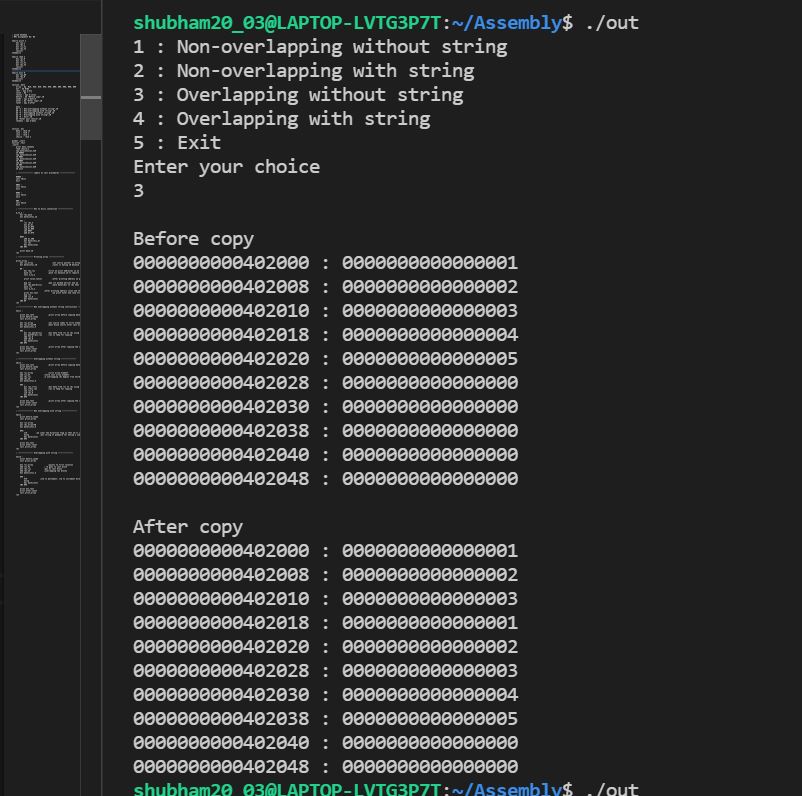 shubham20_03@LAPTOP-LVTG3P7T:~/Assembly$ ./out
1 : Non-overlapping without string
2 : Non-overlapping with string
3 : Overlapping without string
4 : Overlapping with string
5 : Exit
Enter your choice
3
Before copy
0000000000402000 : 0000000000000001
0000000000402008 : 0000000000000002
0000000000402010 : 0000000000000003
0000000000402018 : 0000000000000004
0000000000402020 : 0000000000000005
0000000000402028 : 0000000000000000
0000000000402030 : 0000000000000000
0000000000402038 : 0000000000000000
0000000000402040 : 0000000000000000
0000000000402048 : 0000000000000000
After copy
0000000000402000 : 0000000000000001
0000000000402008 : 0000000000000002
0000000000402010 : 0000000000000003
0000000000402018 : 0000000000000001
0000000000402020 : 0000000000000002
0000000000402028 : 0000000000000003
0000000000402030 : 0000000000000004
0000000000402038 : 0000000000000005
0000000000402040 : 0000000000000000
0000000000402048 : 0000000000000000
shubham20_03@LAPTOP-LVTG3P7T:~/Assembly$ ./out